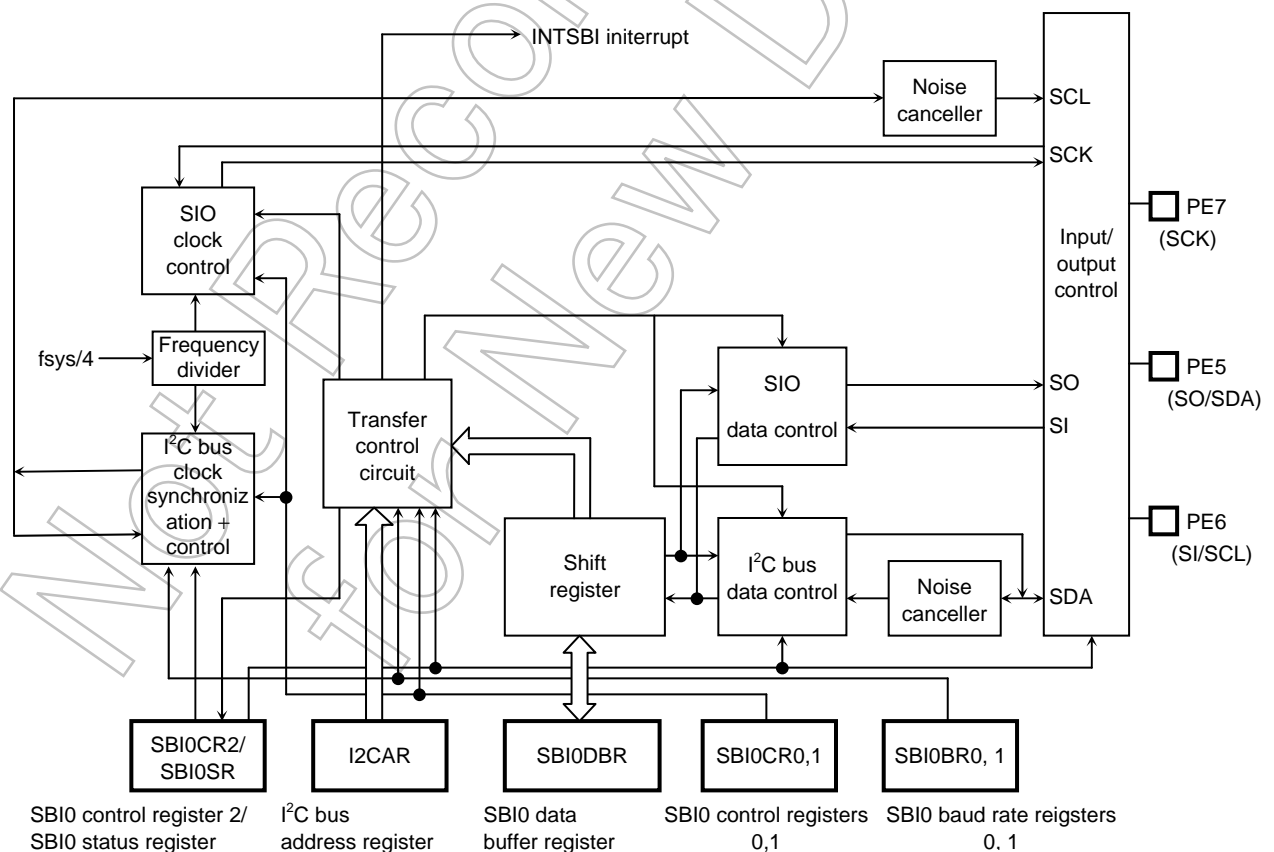 INTSBI initerrupt
Noise
canceller
SCL
SCK
SIO
clock
control
PE7
(SCK)
Input/
output
control
fsys/4
Frequency
divider
SIO
data control
SO
SI
PE5
(SO/SDA)
Transfer
control
circuit
I²C bus
clock
synchroniz
ation +
control
Shift
register
I²C bus
data control
Noise
canceller
SDA
PE6
(SI/SCL)
SBI0CR2/
SBI0SR
I2CAR
SBI0DBR
SBI0CR0,1
SBI0BR0, 1
SBI0 control register 2/
SBI0 status register
I²C bus
address register
SBI0 data
buffer register
SBI0 control registers
0,1
SBI0 baud rate reigsters
0, 1
Not Recom
for New D